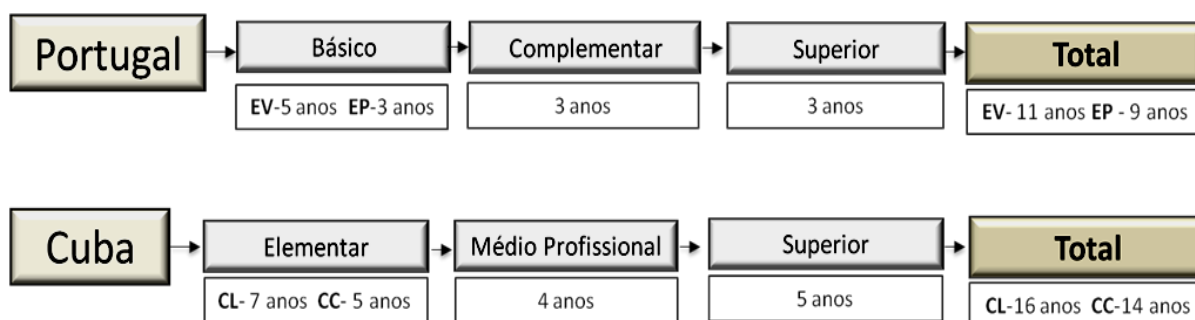 Portugal
Básico
Complementar
Superior
Total
EV-5 anos EP-3 anos
3 anos
3 anos
EV- 11 anos EP - 9 anos
Cuba
Elementar
Médio Profissional
Superior
Total
CL- 7 anos CC- 5 anos
4 anos
5 anos
CL-16 anos CC-14 anos